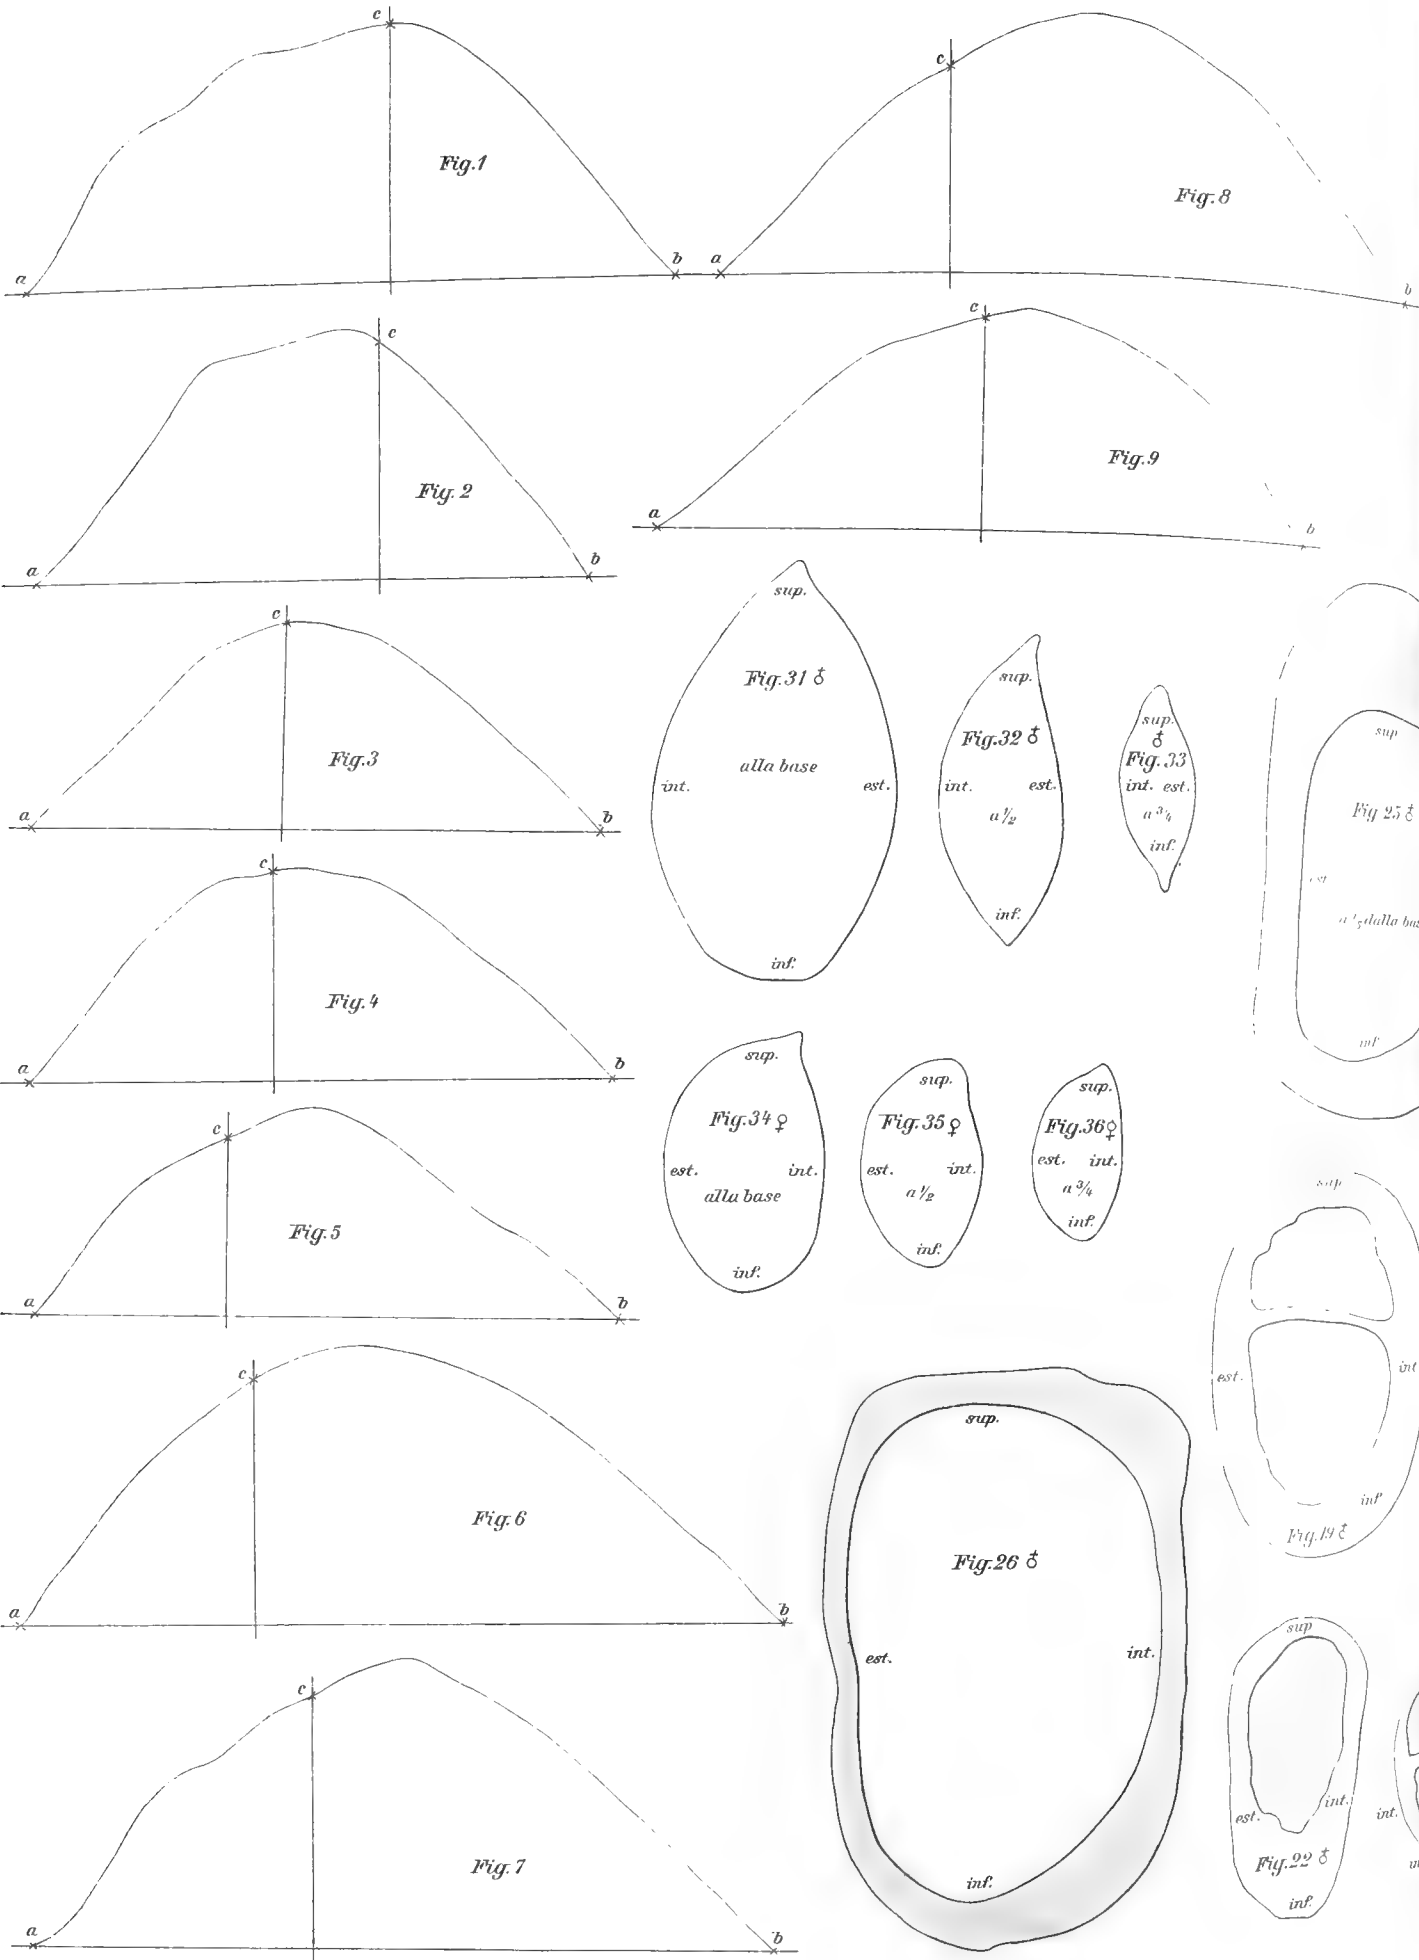 c
Fig.1
a
b
c
Fig.8
a
b
c
Fig.2
a
b
c
Fig.9
a
b
c
Fig.3
a
b
c
Fig.4
a
b
c
Fig.5
a
b
c
Fig.6
a
b
c
Fig.7
a
b
sup.
Fig.31 ♂
alla base
int.
est.
inf.
sup.
Fig.32 ♂
int.
est.
a ½
inf.
sup.
♂
Fig.33
int. est.
a ¾
inf.
sup
Fig 25 ♂
est
dalla
inf
sup.
Fig.34 ♀
est.
int.
alla base
inf.
sup.
Fig.35 ♀
est.
int.
a ½
inf.
sup.
Fig.36 ♀
est.
int.
a ¾
inf.
sup
est.
int
inf
Fig.19 ♂
sup.
Fig.26 ♂
est.
int.
inf.
sup
est.
int.
Fig.22 ♂
inf.
int.